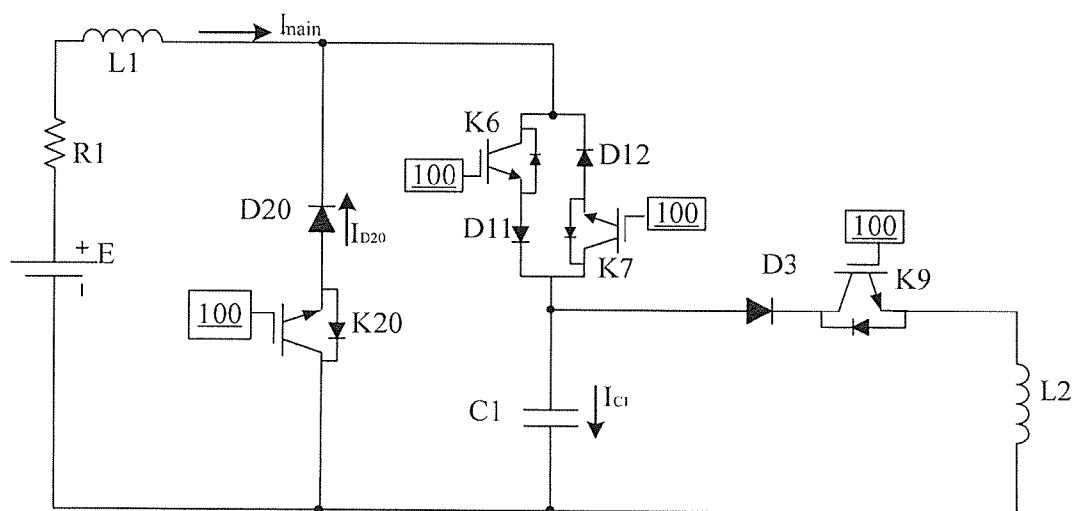 Imain
L1
K6
R1
100
D12
100
D20
ID20
D11
100
+ E
-
K7
D3
K9
100
K20
C1
IC1
L2